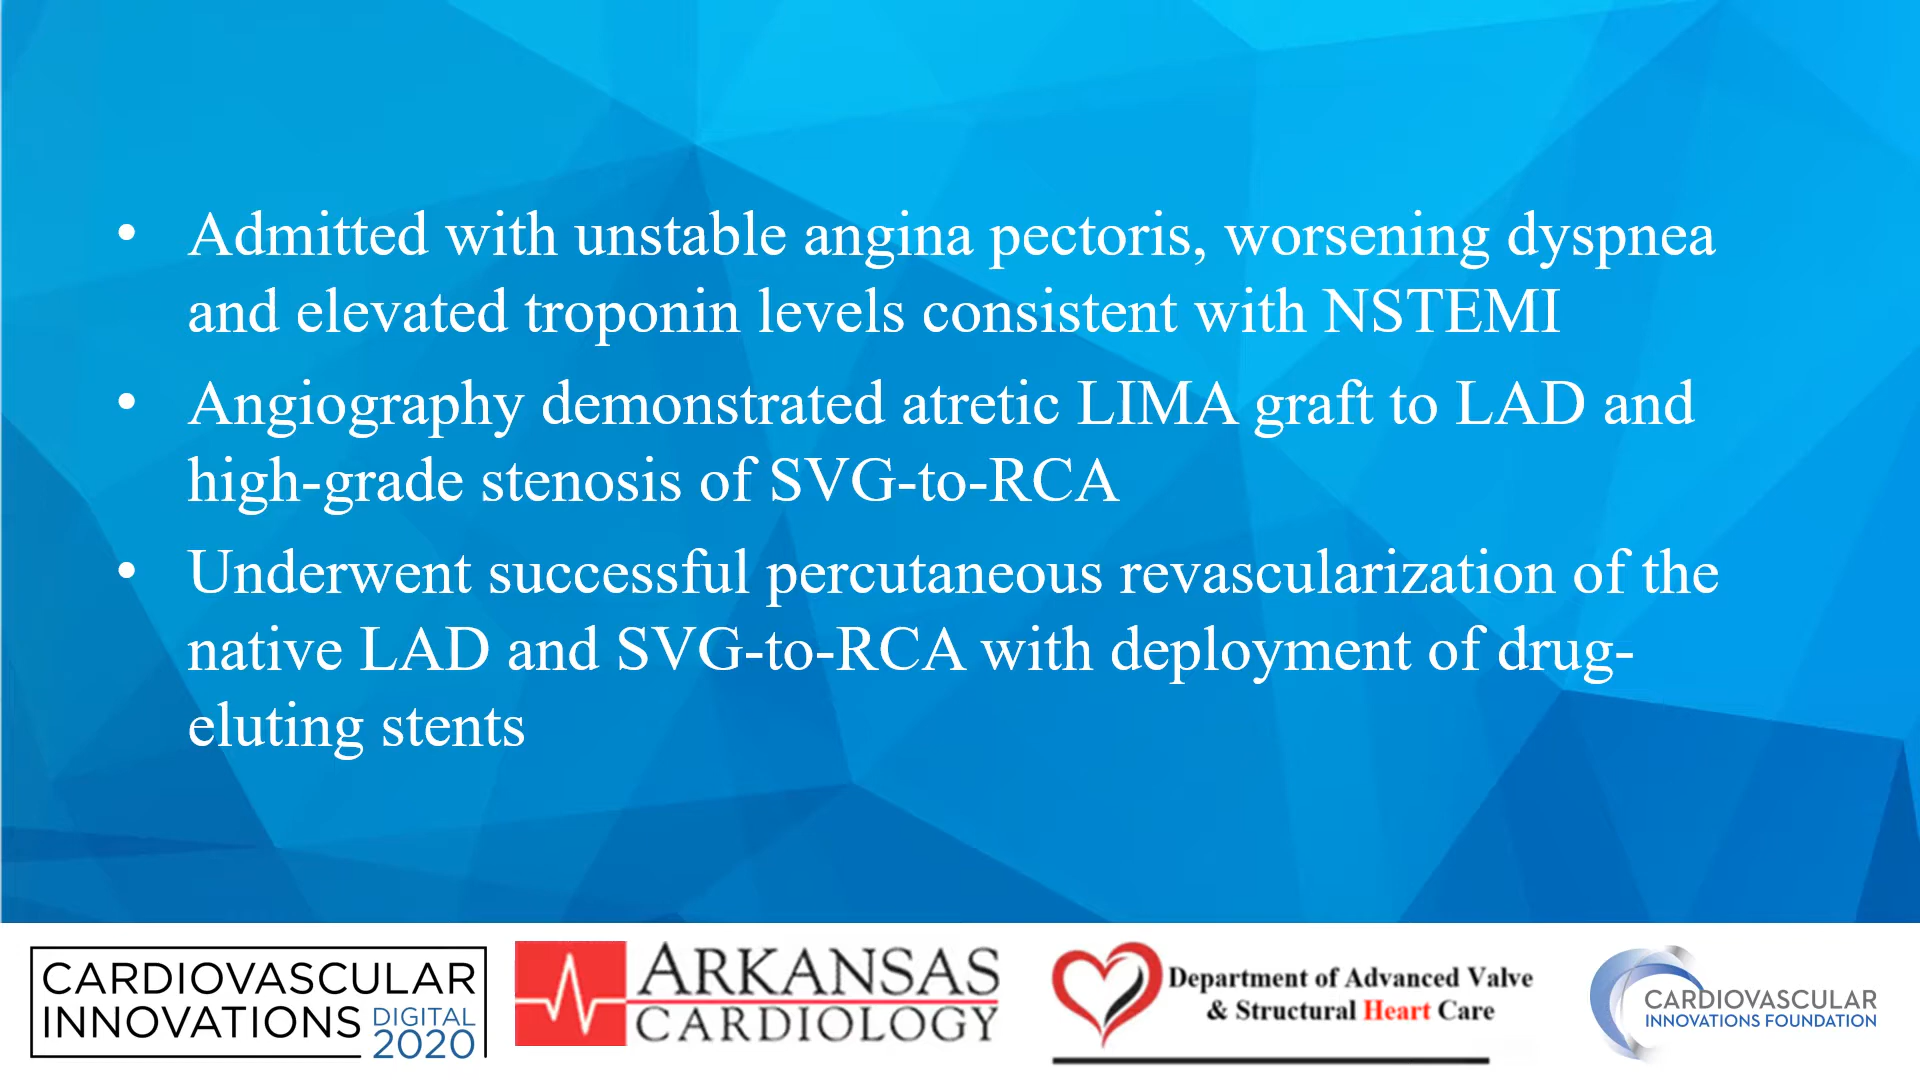 • Admitted with unstable angina pectoris, worsening dyspnea
and elevated troponin levels consistent with NSTEMI
• Angiography demonstrated atretic LIMA graft to LAD and
high-grade stenosis of SVG-to-RCA
• Underwent successful percutaneous revascularization of the
native LAD and SVG-to-RCA with deployment of drug-
eluting stents
CARDIOVASCULAR
INNOVATIONS DIGITAL
2020
ARKANSAS
CARDIOLOGY
Department of Advanced Valve
& Structural Heart Care
CARDIOVASCULAR
INNOVATIONS FOUNDATION